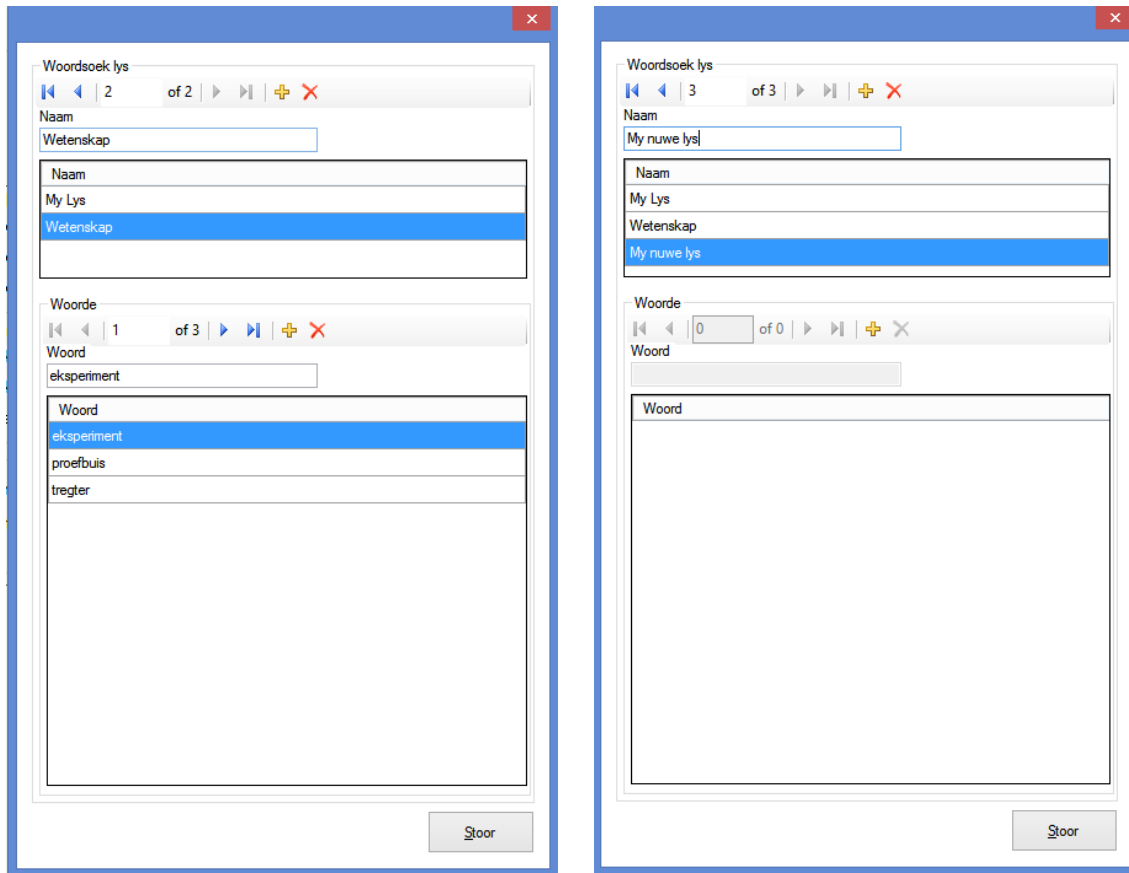 Woordsoek lys
2 of 2
Naam
Wetenskap
Naam
My Lys
Wetenskap
Woorde
1 of 3
Woord
eksperiment
Woord
eksperiment
proefbuis
tregter
Stoor
Woordsoek lys
3 of 3
Naam
My nuwe lys
Naam
My Lys
Wetenskap
My nuwe lys
Woorde
0 of 0
Woord
Woord
Stoor